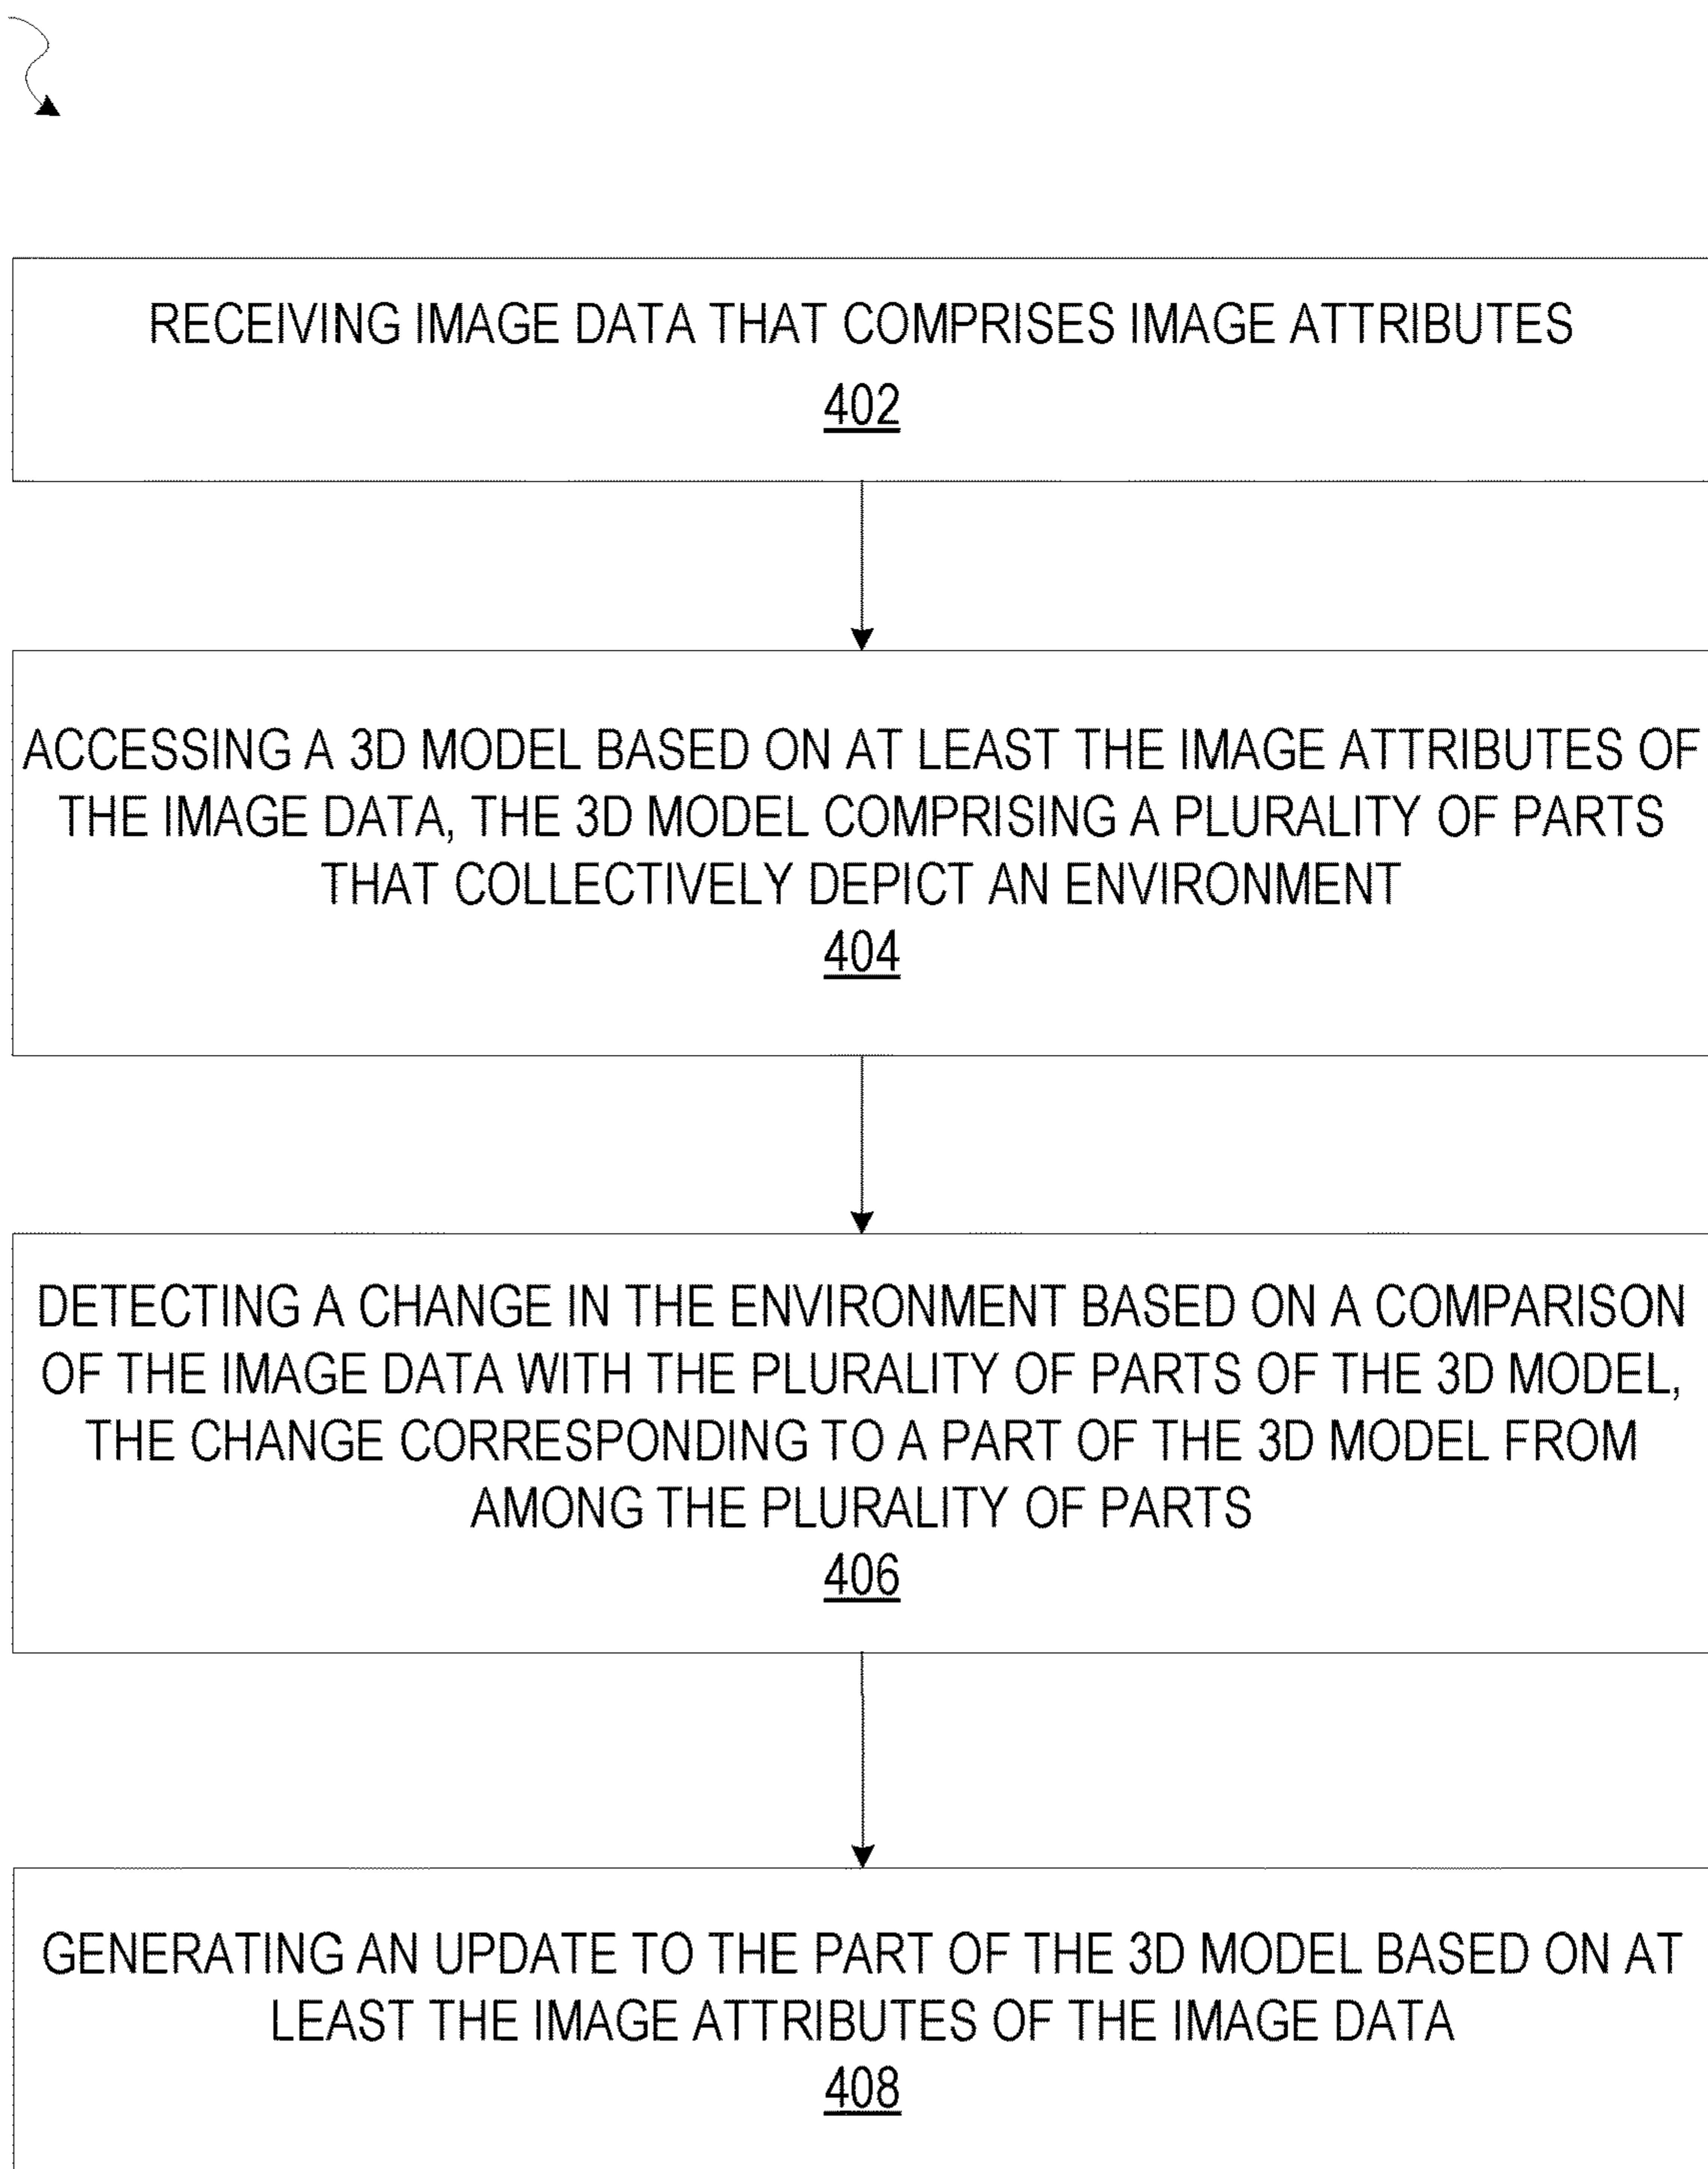 RECEIVING IMAGE DATA THAT COMPRISES IMAGE ATTRIBUTES
402
ACCESSING A 3D MODEL BASED ON AT LEAST THE IMAGE ATTRIBUTES OF
THE IMAGE DATA, THE 3D MODEL COMPRISING A PLURALITY OF PARTS
THAT COLLECTIVELY DEPICT AN ENVIRONMENT
404
DETECTING A CHANGE IN THE ENVIRONMENT BASED ON A COMPARISON
OF THE IMAGE DATA WITH THE PLURALITY OF PARTS OF THE 3D MODEL,
THE CHANGE CORRESPONDING TO A PART OF THE 3D MODEL FROM
AMONG THE PLURALITY OF PARTS
406
GENERATING AN UPDATE TO THE PART OF THE 3D MODEL BASED ON AT
LEAST THE IMAGE ATTRIBUTES OF THE IMAGE DATA
408